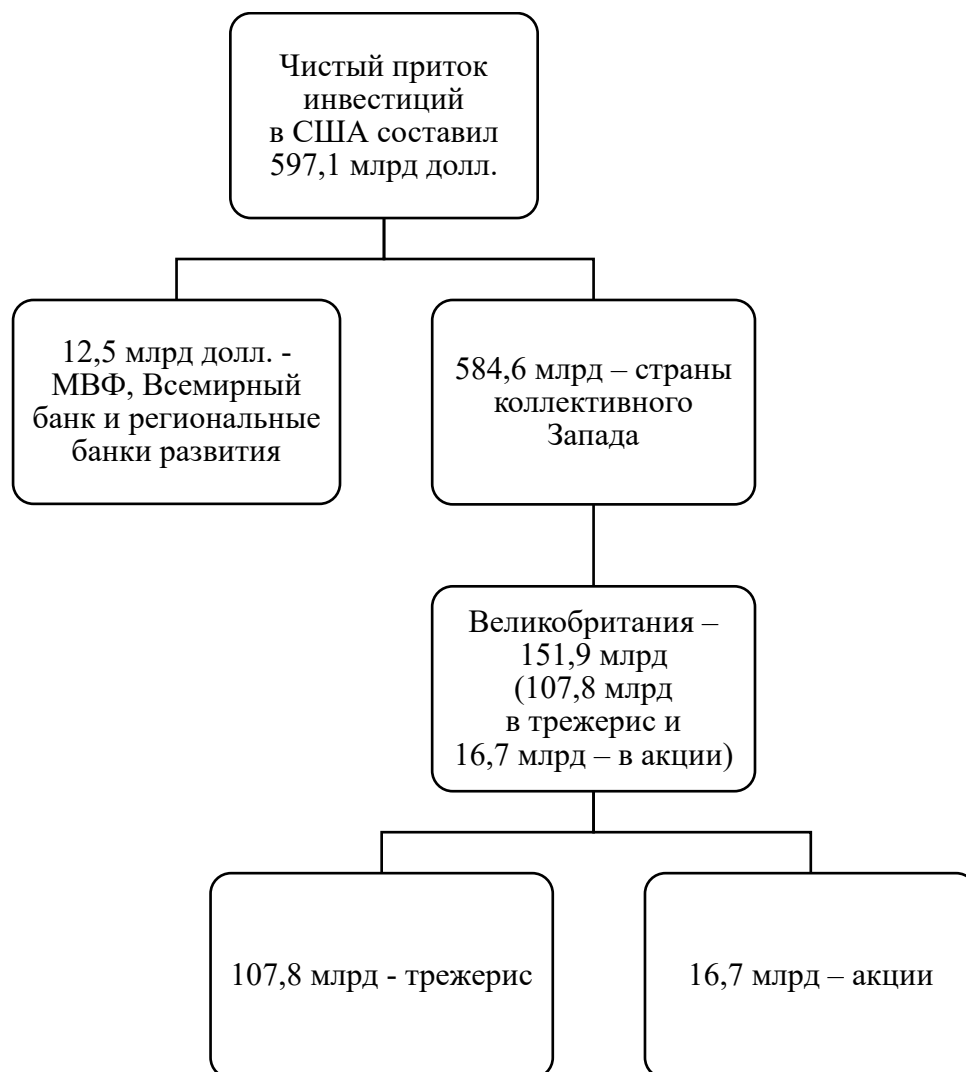 Чистый приток
инвестиций
в США составил
597,1 млрд долл.
12,5 млрд долл. -
МВФ, Всемирный
банк и региональные
банки развития
584,6 млрд – страны
коллективного
Запада
Великобритания –
151,9 млрд
(107,8 млрд
в трежерис и
16,7 млрд – в акции)
107,8 млрд - трежерис
16,7 млрд – акции